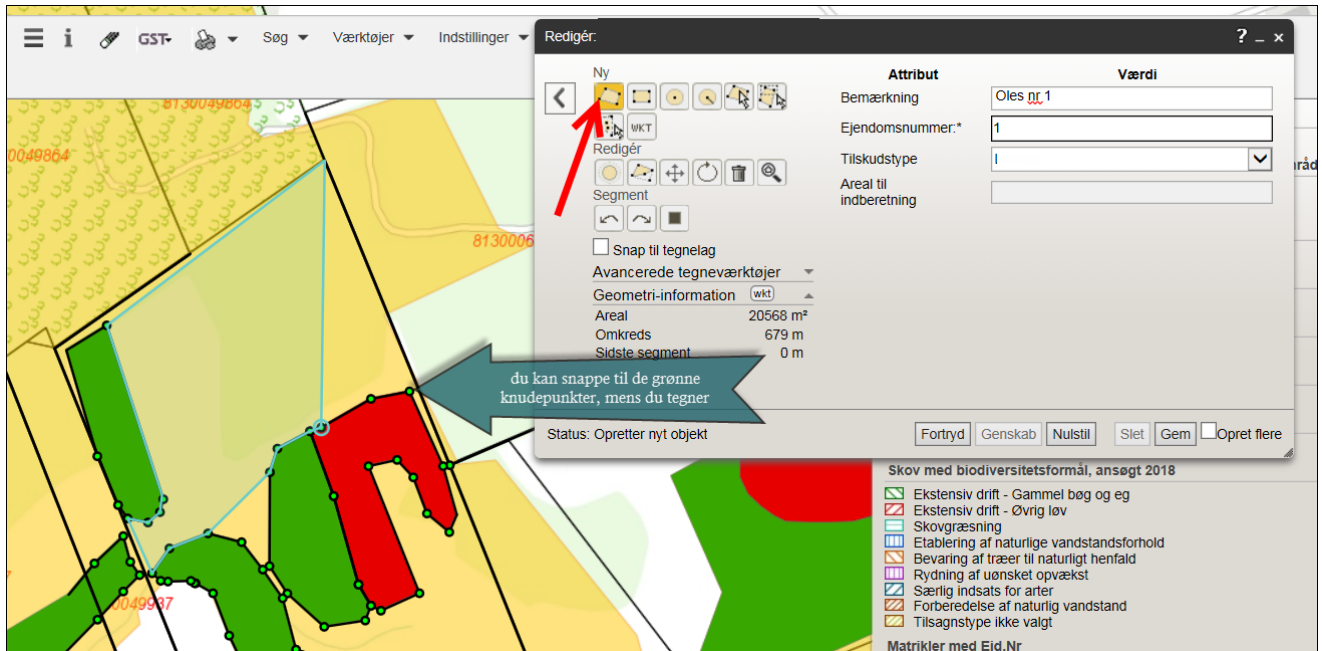 GST
Søg
Værktøjer
Indstillinger
Redigér:
? _ x
Ny
WKT
Redigér
Segment
Snap til tegnelag
Avancerede tegneværktøjer
Geometri-information wkt
Areal 20568 m²
Omkreds 679 m
Sidste segment 0 m
Attribut Værdi
Bemærkning Oles nr 1
Ejendomsnummer:* 1
Tilskudstype I
Areal til
indberetning
Status: Opretter nyt objekt
Fortryd Genskab Nulstil Slet Gem Opret flere
8130049864
0049864
8130006
du kan snappe til de grønne
knudepunkter, mens du tegner
0049937
Skov med biodiversitetsformål, ansøgt 2018
Ekstensiv drift - Gammel bøg og eg
Ekstensiv drift - Øvrig løv
Skovgræsning
Etablering af naturlige vandstandsforhold
Bevaring af træer til naturligt henfald
Rydning af uønsket opvækst
Særlig indsats for arter
Forberedelse af naturlig vandstand
Tilsagnstype ikke valgt
Matrikler med Eid.Nr